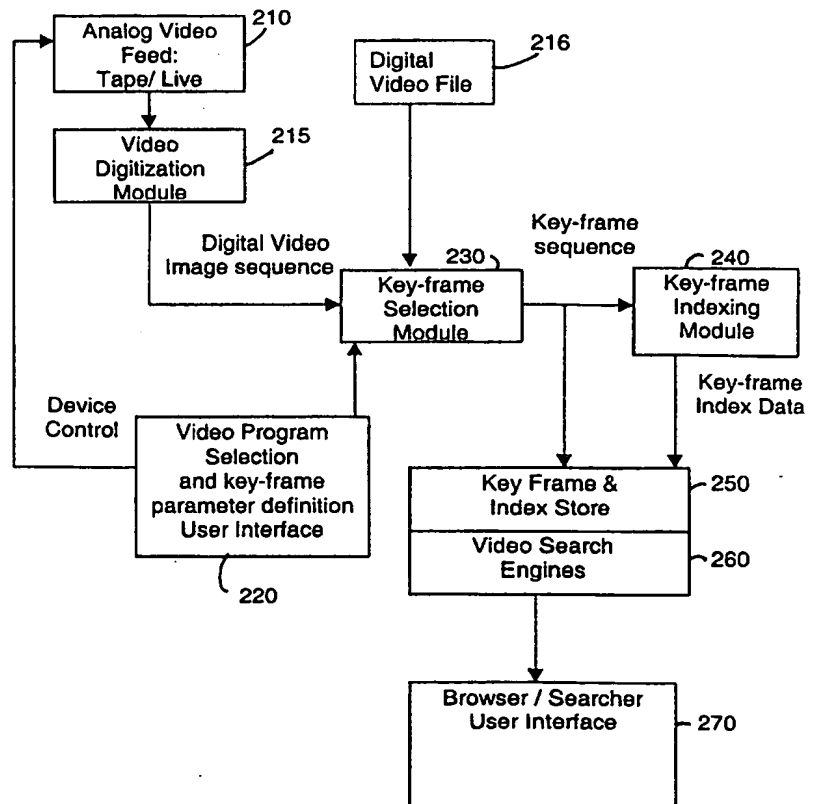 Analog Video
Feed:
Tape/ Live
210
Digital
Video File
216
Video
Digitization
Module
215
Digital Video
Image sequence
Key-frame
sequence
230
Key-frame
Selection
Module
240
Key-frame
Indexing
Module
Device
Control
Key-frame
Index Data
Video Program
Selection
and key-frame
parameter definition
User Interface
220
Key Frame &
Index Store
250
Video Search
Engines
260
Browser / Searcher
User Interface
270